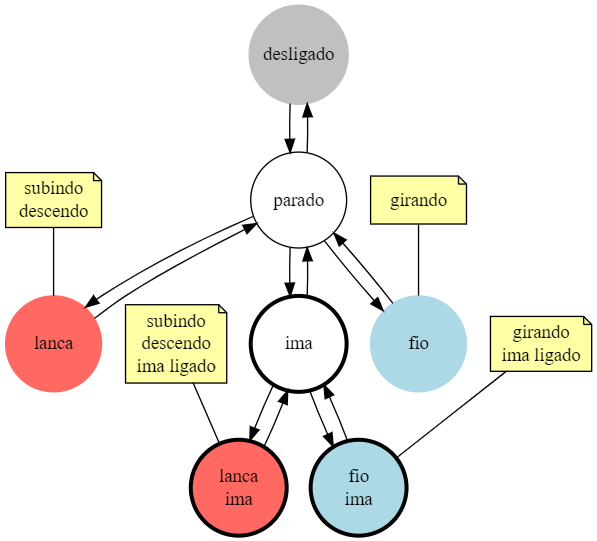 desligado
parado
subindo
descendo
girando
lanca
subindo
descendo
ima ligado
ima
fio
girando
ima ligado
lanca
ima
fio
ima